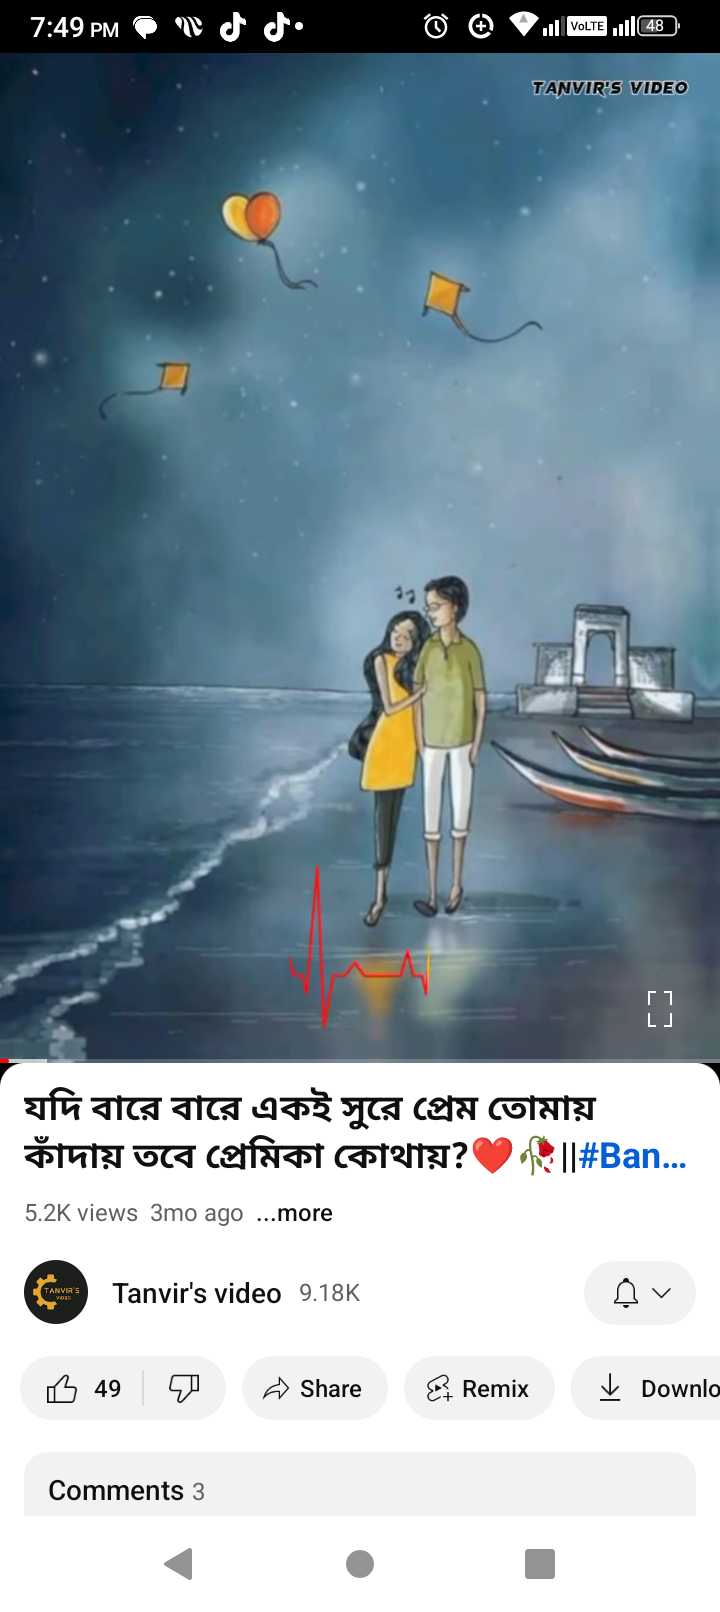 7:49 PM
VoLTE
48
TANVIR'S VIDEO
যদি বারে বারে একই সুরে প্রেম তোমায়
কাঁদায় তবে প্রেমিকা কোথায়?❤️🥀||#Ban...
5.2K views 3mo ago ...more
TANVIR'S
VIDEO
Tanvir's video 9.18K
49
Share
Remix
Downlo
Comments 3